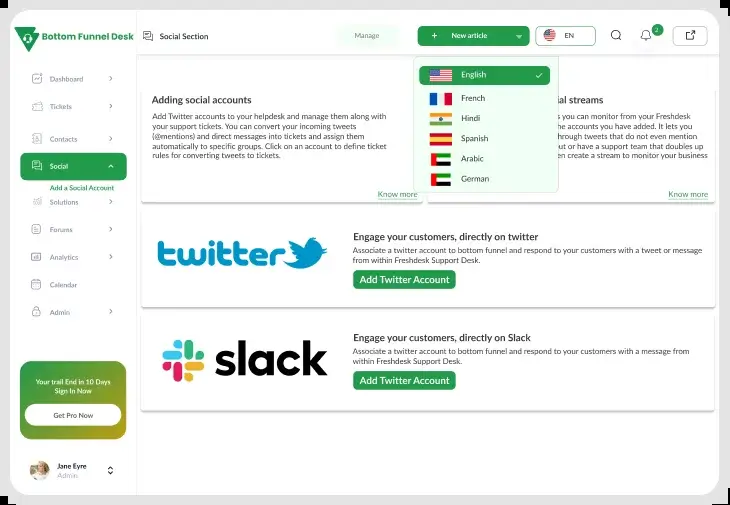 Bottom Funnel Desk
Social Section
Manage
+ New article
EN
2
Dashboard
Tickets
Contacts
Social
Add a Social Account
Solutions
Forums
Analytics
Calendar
Admin
Your trail End in 10 Days
Sign In Now
Get Pro Now
Jane Eyre
Admin
English
French
Hindi
Spanish
Arabic
German
Adding social accounts
Add Twitter accounts to your helpdesk and manage them along
with your support tickets. You can convert your incoming tweets
(@mentions) and direct messages into tickets and assign them
automatically to specific groups. Click on an account to define ticket
rules for converting tweets to tickets.
Know more
ial streams
you can monitor from your Freshdesk
he accounts you have added. It lets you
hrough tweets that do not even mention
out or have a support team that doubles up
en create a stream to monitor your business
Know more
twitter
Engage your customers, directly on twitter
Associate a twitter account to bottom funnel and respond to your customers with a tweet or message
from within Freshdesk Support Desk.
Add Twitter Account
slack
Engage your customers, directly on Slack
Associate a twitter account to bottom funnel and respond to your customers with a message from
within Freshdesk Support Desk.
Add Twitter Account